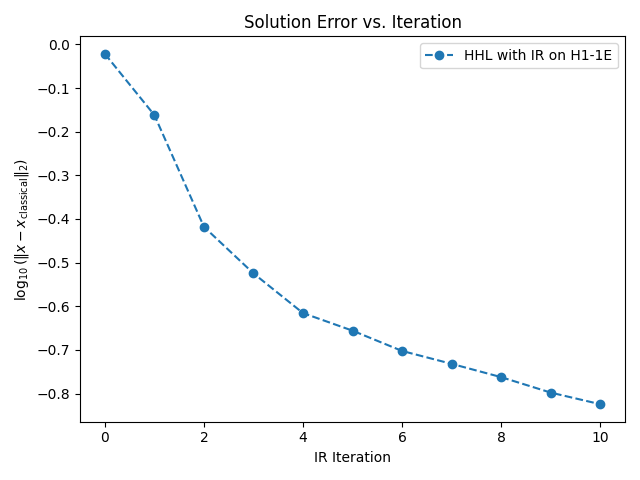 Solution Error vs. Iteration
HHL with IR on H1-1E
log₁₀ (‖x − x_classical‖₂)
0.0
−0.1
−0.2
−0.3
−0.4
−0.5
−0.6
−0.7
−0.8
0 2 4 6 8 10
IR Iteration